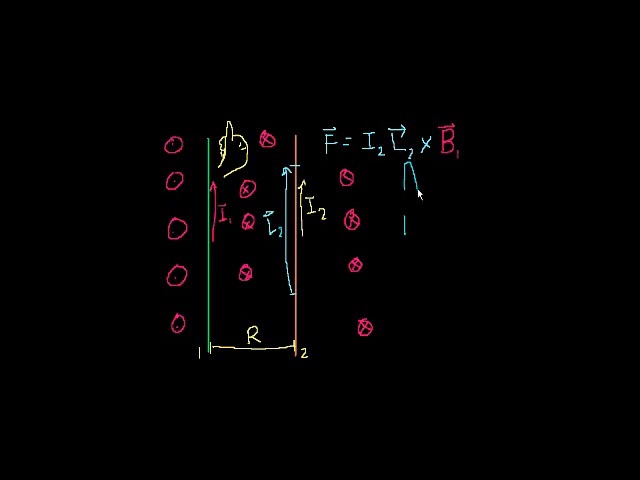 F = I₂ L₂ × B₁
I₁
L₂
I₂
R
1
2